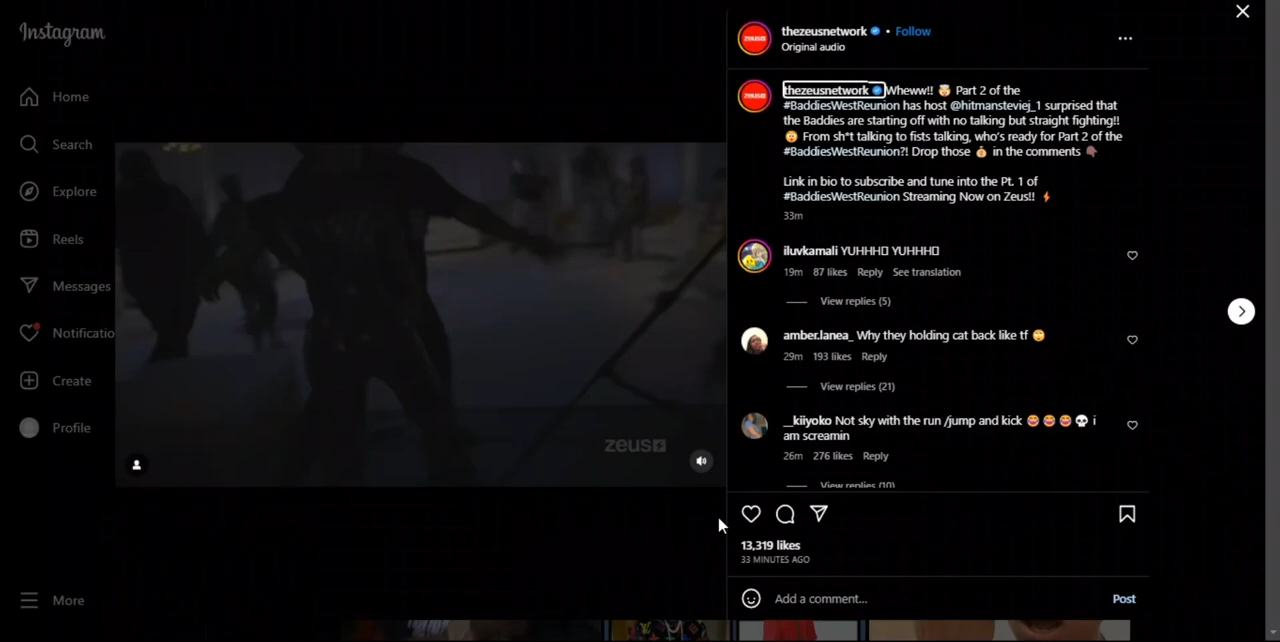 Instagram
Home
Search
Explore
Reels
Messages
Notificatio
Create
Profile
More
zeus
zeus
thezeusnetwork • Follow
Original audio
zeus
thezeusnetwork Wheww!! 🤯 Part 2 of the
#BaddiesWestReunion has host @hitmansteviej_1 surprised that
the Baddies are starting off with no talking but straight fighting!!
😳 From sh*t talking to fists talking, who's ready for Part 2 of the
#BaddiesWestReunion?! Drop those 💰 in the comments 👇🏾
Link in bio to subscribe and tune into the Pt. 1 of
#BaddiesWestReunion Streaming Now on Zeus!! ⚡
33m
iluvkamali YUHHH YUHHH
19m 87 likes Reply See translation
View replies (5)
amber.lanea_ Why they holding cat back like tf 🙄
29m 193 likes Reply
View replies (21)
__kiiyoko Not sky with the run /jump and kick 😆😆😆💀 i
am screamin
26m 276 likes Reply
View replies (10)
13,319 likes
33 MINUTES AGO
Add a comment...
Post